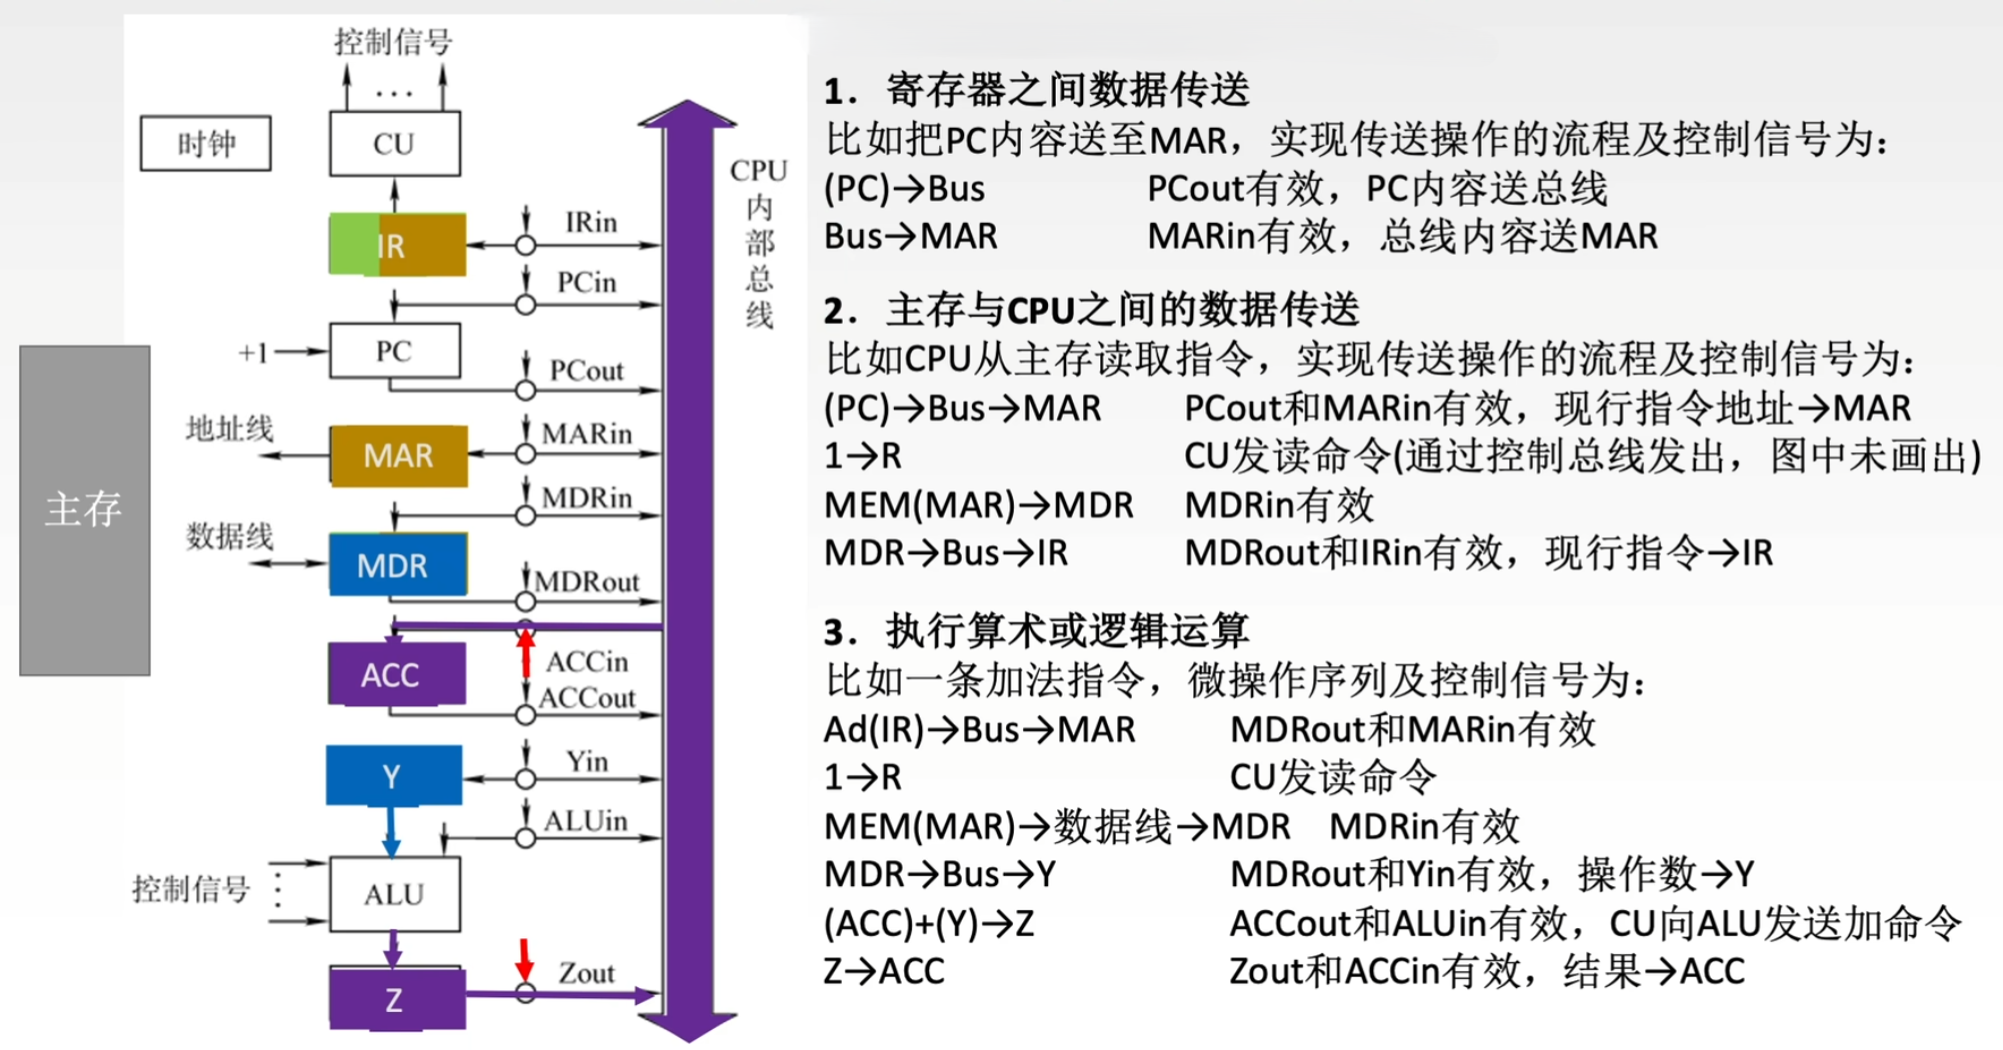 控制信号
...
时钟
CU
IRin
IR
PCin
+1
PC
PCout
地址线
MARin
MAR
MDRin
主存
数据线
MDR
MDRout
ACCin
ACC
ACCout
Yin
Y
ALUin
控制信号
ALU
Zout
Z
CPU
内
部
总
线
1. 寄存器之间数据传送
比如把PC内容送至MAR，实现传送操作的流程及控制信号为：
(PC)→Bus PCout有效，PC内容送总线
Bus→MAR MARin有效，总线内容送MAR
2. 主存与CPU之间的数据传送
比如CPU从主存读取指令，实现传送操作的流程及控制信号为：
(PC)→Bus→MAR PCout和MARin有效，现行指令地址→MAR
1→R CU发读命令(通过控制总线发出，图中未画出)
MEM(MAR)→MDR MDRin有效
MDR→Bus→IR MDRout和IRin有效，现行指令→IR
3. 执行算术或逻辑运算
比如一条加法指令，微操作序列及控制信号为：
Ad(IR)→Bus→MAR MDRout和MARin有效
1→R CU发读命令
MEM(MAR)→数据线→MDR MDRin有效
MDR→Bus→Y MDRout和Yin有效，操作数→Y
(ACC)+(Y)→Z ACCout和ALUin有效，CU向ALU发送加命令
Z→ACC Zout和ACCin有效，结果→ACC